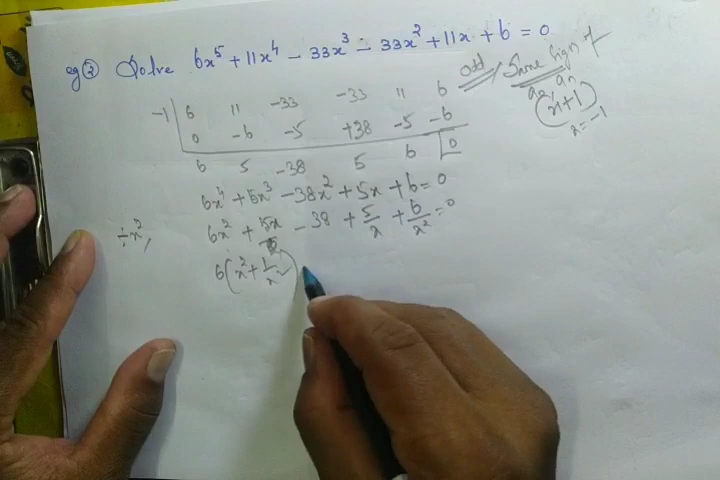 eg ② Solve 6x⁵ + 11x⁴ − 33x³ − 33x² + 11x + 6 = 0
odd, Same sign
a₀, aₙ
(x+1)
x = −1
−1 | 6 11 −33 −33 11 6
0 −6 −5 +38 −5 −6
6 5 −38 5 6 |0
6x⁴ + 5x³ − 38x² + 5x + 6 = 0
÷x², 6x² + 5x − 38 + 5/x + 6/x² = 0
6(x² + 1/x²)